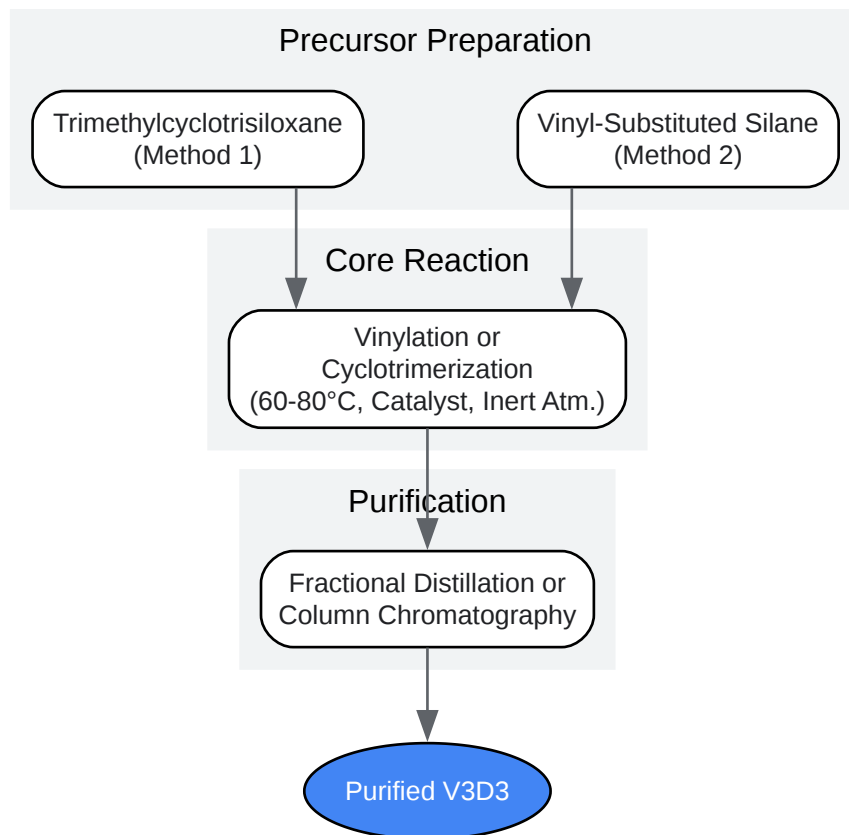 Precursor Preparation
Trimethylcyclotrisiloxane
(Method 1)
Vinyl-Substituted Silane
(Method 2)
Core Reaction
Vinylation or
Cyclotrimerization
(60-80°C, Catalyst, Inert Atm.)
Purification
Fractional Distillation or
Column Chromatography
Purified V3D3